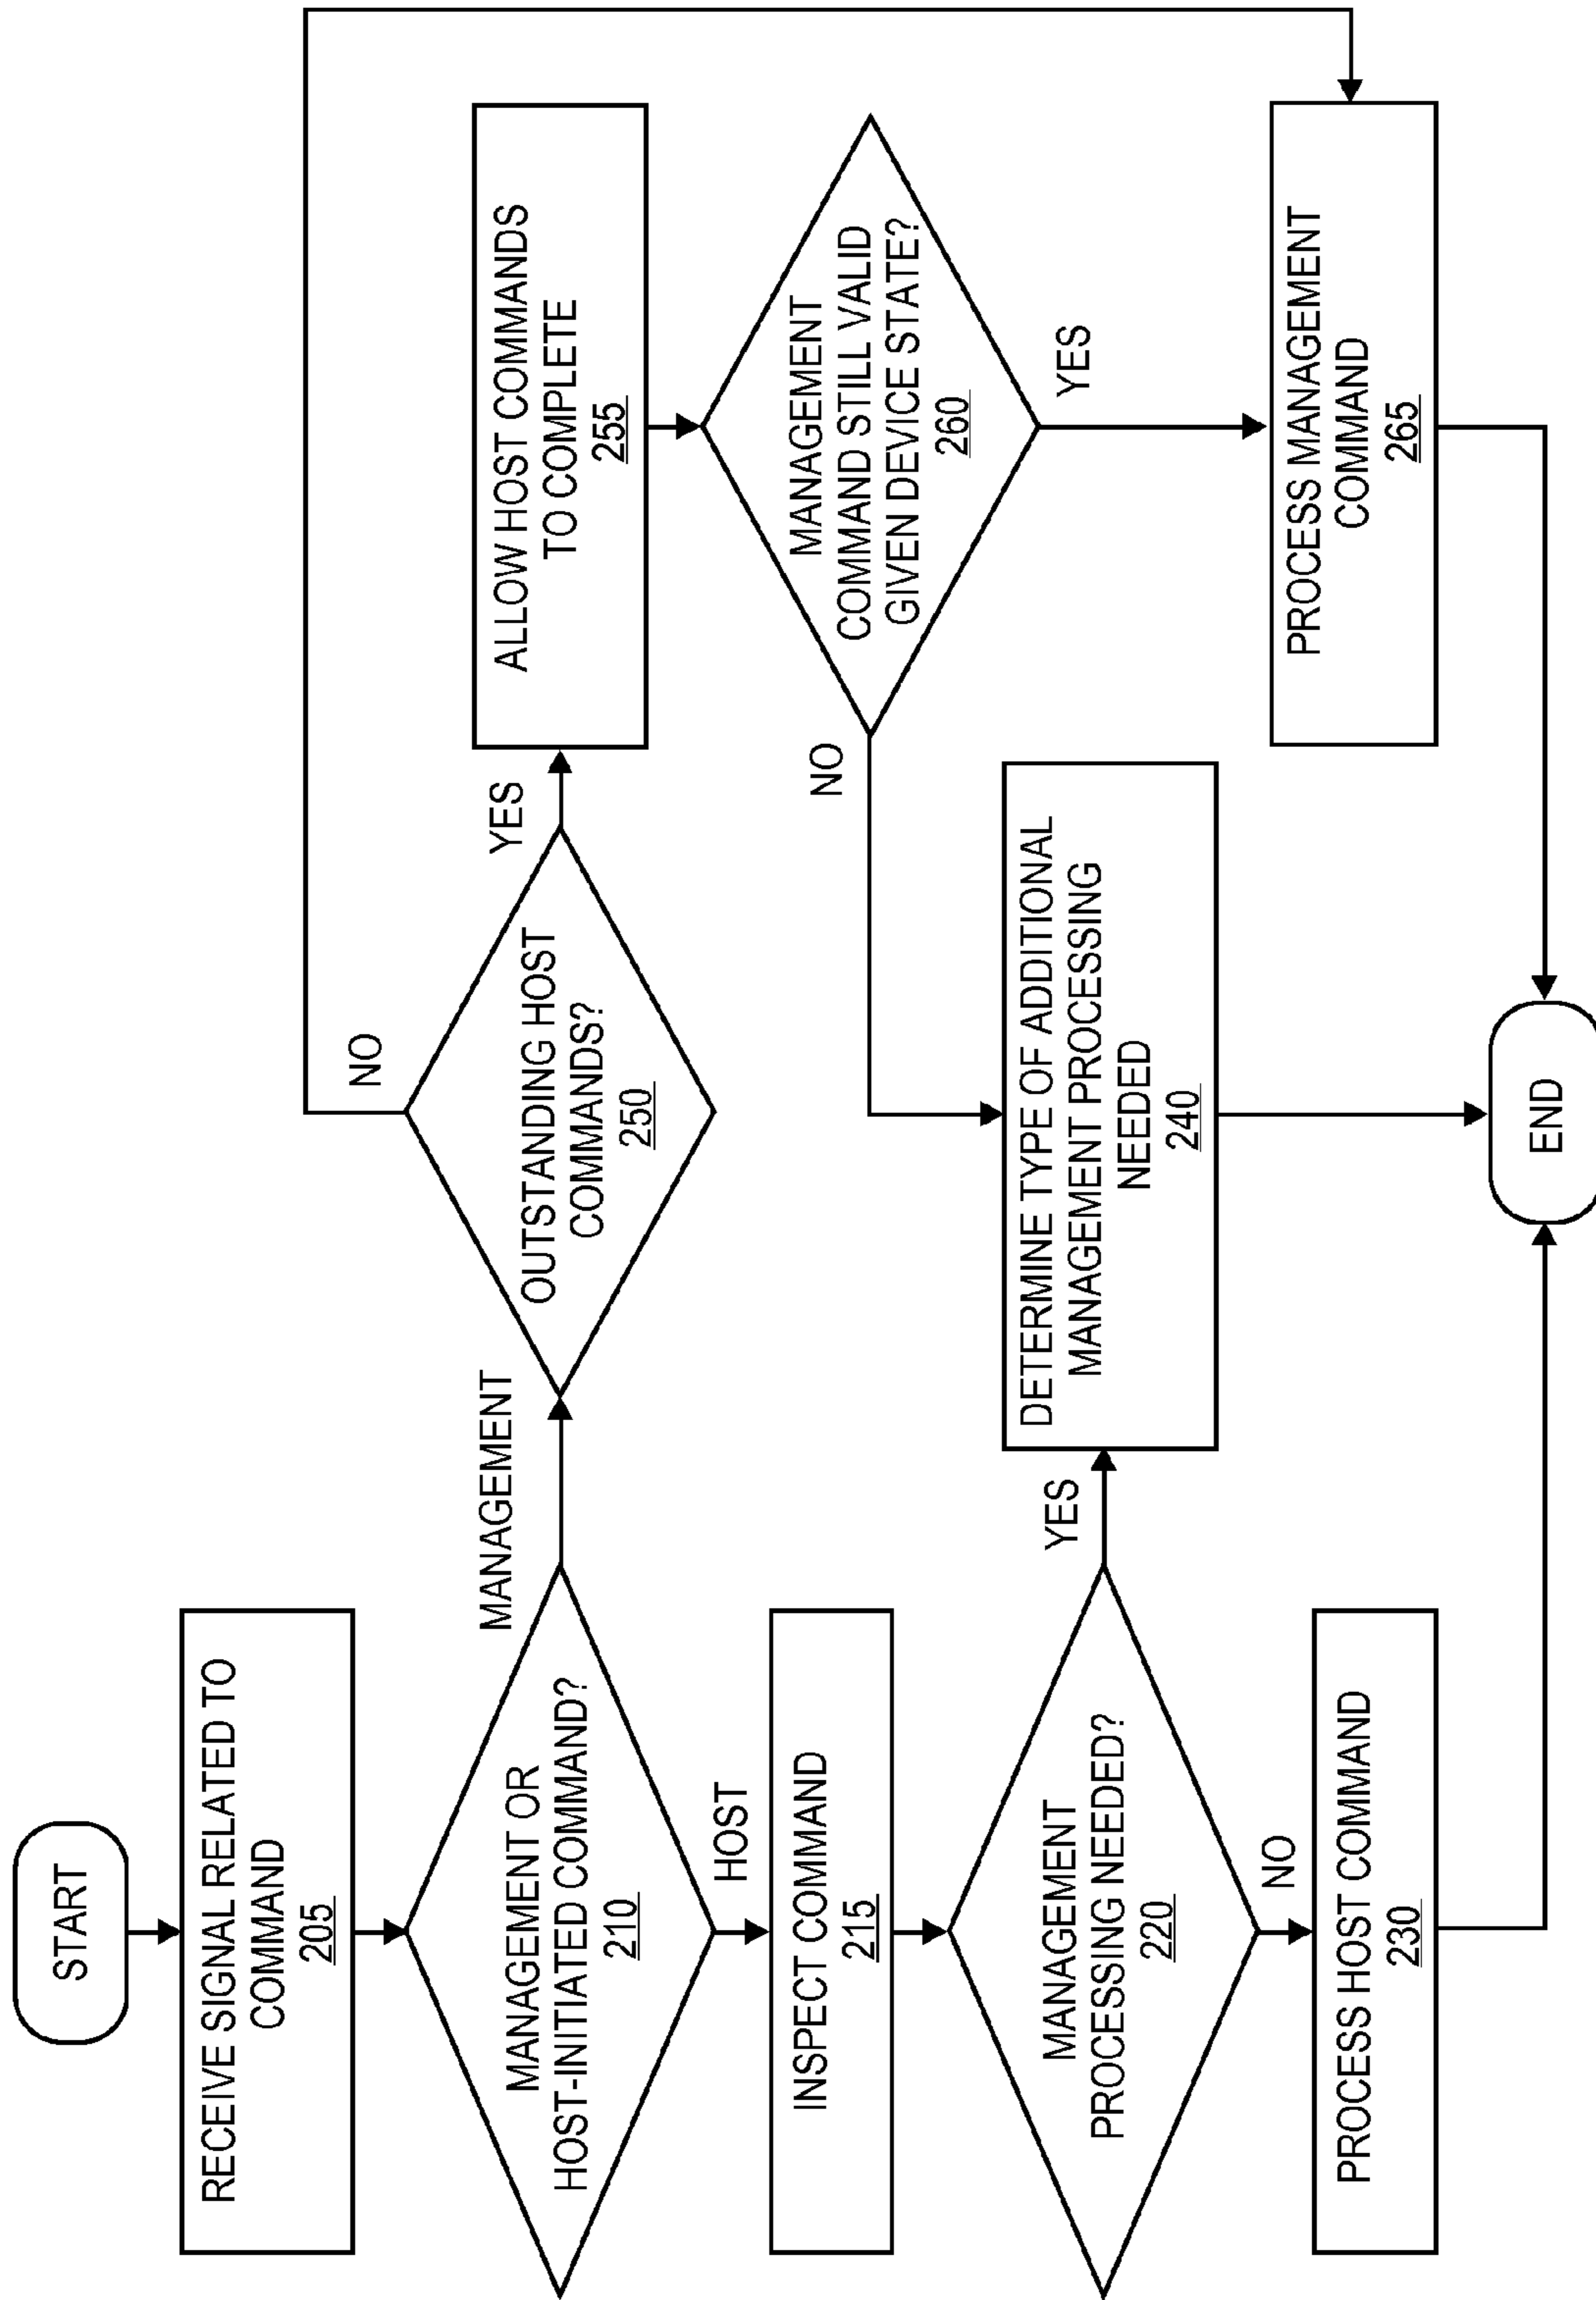 START
RECEIVE SIGNAL RELATED TO
COMMAND
205
MANAGEMENT OR
HOST-INITIATED COMMAND?
210
MANAGEMENT
HOST
INSPECT COMMAND
215
MANAGEMENT
PROCESSING NEEDED?
220
YES
NO
PROCESS HOST COMMAND
230
OUTSTANDING HOST
COMMANDS?
250
NO
YES
ALLOW HOST COMMANDS
TO COMPLETE
255
MANAGEMENT
COMMAND STILL VALID
GIVEN DEVICE STATE?
260
NO
YES
DETERMINE TYPE OF ADDITIONAL
MANAGEMENT PROCESSING
NEEDED
240
PROCESS MANAGEMENT
COMMAND
265
END